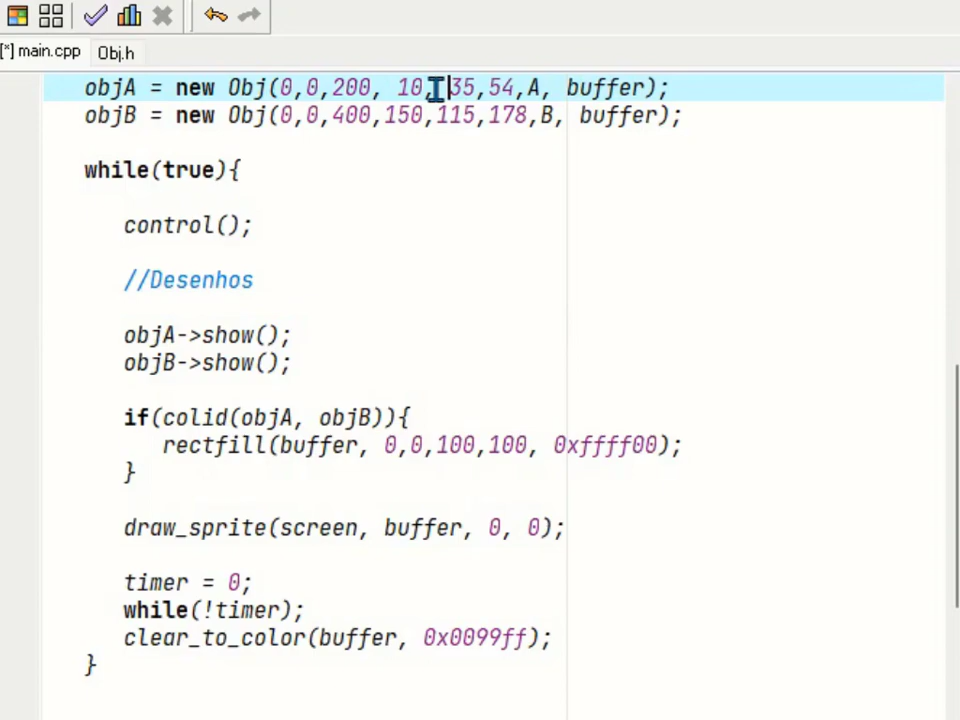 [*] main.cpp Obj.h
objA = new Obj(0,0,200, 10, 35,54,A, buffer);
objB = new Obj(0,0,400,150,115,178,B, buffer);
while(true){
control();
//Desenhos
objA->show();
objB->show();
if(colid(objA, objB)){
rectfill(buffer, 0,0,100,100, 0xffff00);
}
draw_sprite(screen, buffer, 0, 0);
timer = 0;
while(!timer);
clear_to_color(buffer, 0x0099ff);
}